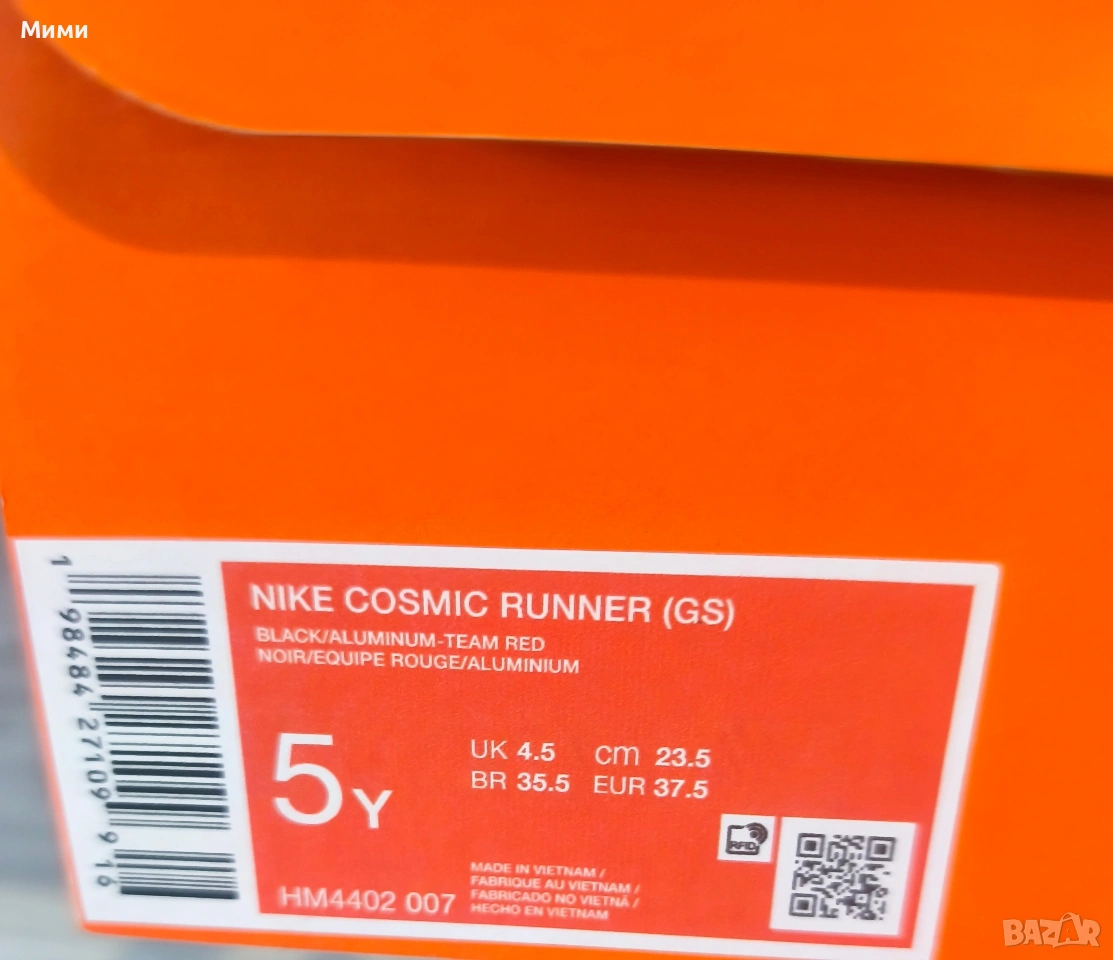 Мими
NIKE COSMIC RUNNER (GS)
BLACK/ALUMINUM-TEAM RED
NOIR/EQUIPE ROUGE/ALUMINIUM
5Y
UK 4.5 cm 23.5
BR 35.5 EUR 37.5
RFID
MADE IN VIETNAM /
FABRIQUE AU VIETNAM /
FABRICADO NO VIETNÃ /
HECHO EN VIETNAM
HM4402 007
1 98484 27109 916
BAZAR